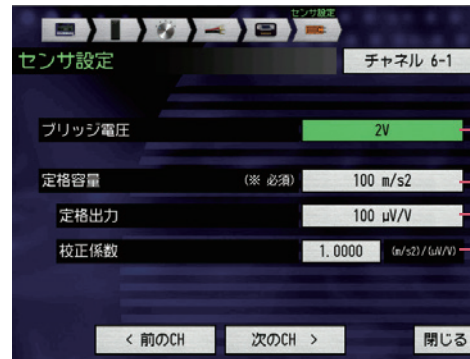 センサ設定
センサ設定 チャネル 6-1
ブリッジ電圧 2V
定格容量 (※ 必須) 100 m/s2
定格出力 100 μV/V
校正係数 1.0000 (m/s2)/(μV/V)
< 前のCH 次のCH > 閉じる